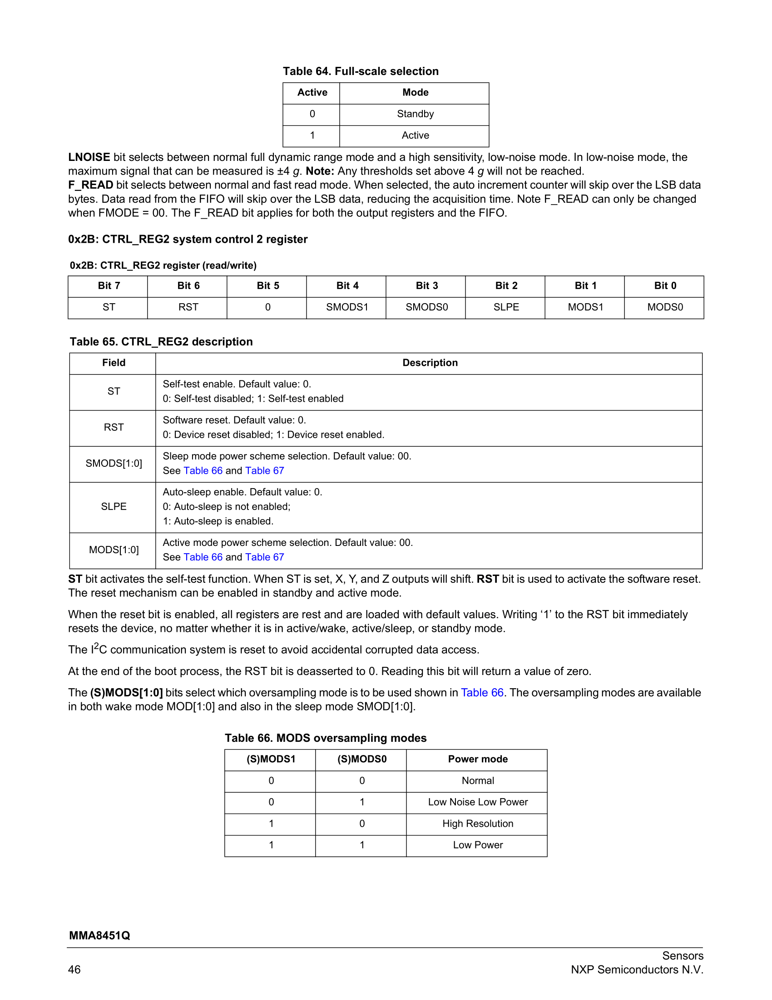 Table 64. Full-scale selection
Active Mode
0 Standby
1 Active
LNOISE bit selects between normal full dynamic range mode and a high sensitivity, low-noise mode. In low-noise mode, the
maximum signal that can be measured is ±4 g. Note: Any thresholds set above 4 g will not be reached.
F_READ bit selects between normal and fast read mode. When selected, the auto increment counter will skip over the LSB data
bytes. Data read from the FIFO will skip over the LSB data, reducing the acquisition time. Note F_READ can only be changed
when FMODE = 00. The F_READ bit applies for both the output registers and the FIFO.
0x2B: CTRL_REG2 system control 2 register
0x2B: CTRL_REG2 register (read/write)
Bit 7 Bit 6 Bit 5 Bit 4 Bit 3 Bit 2 Bit 1 Bit 0
ST RST 0 SMODS1 SMODS0 SLPE MODS1 MODS0
Table 65. CTRL_REG2 description
Field Description
ST
Self-test enable. Default value: 0.
0: Self-test disabled; 1: Self-test enabled
RST
Software reset. Default value: 0.
0: Device reset disabled; 1: Device reset enabled.
SMODS[1:0]
Sleep mode power scheme selection. Default value: 00.
See Table 66 and Table 67
SLPE
Auto-sleep enable. Default value: 0.
0: Auto-sleep is not enabled;
1: Auto-sleep is enabled.
MODS[1:0]
Active mode power scheme selection. Default value: 00.
See Table 66 and Table 67
ST bit activates the self-test function. When ST is set, X, Y, and Z outputs will shift. RST bit is used to activate the software reset.
The reset mechanism can be enabled in standby and active mode.
When the reset bit is enabled, all registers are rest and are loaded with default values. Writing ‘1’ to the RST bit immediately
resets the device, no matter whether it is in active/wake, active/sleep, or standby mode.
The I2C communication system is reset to avoid accidental corrupted data access.
At the end of the boot process, the RST bit is deasserted to 0. Reading this bit will return a value of zero.
The (S)MODS[1:0] bits select which oversampling mode is to be used shown in Table 66. The oversampling modes are available
in both wake mode MOD[1:0] and also in the sleep mode SMOD[1:0].
Table 66. MODS oversampling modes
(S)MODS1 (S)MODS0 Power mode
0 0 Normal
0 1 Low Noise Low Power
1 0 High Resolution
1 1 Low Power
MMA8451Q
Sensors
46 NXP Semiconductors N.V.